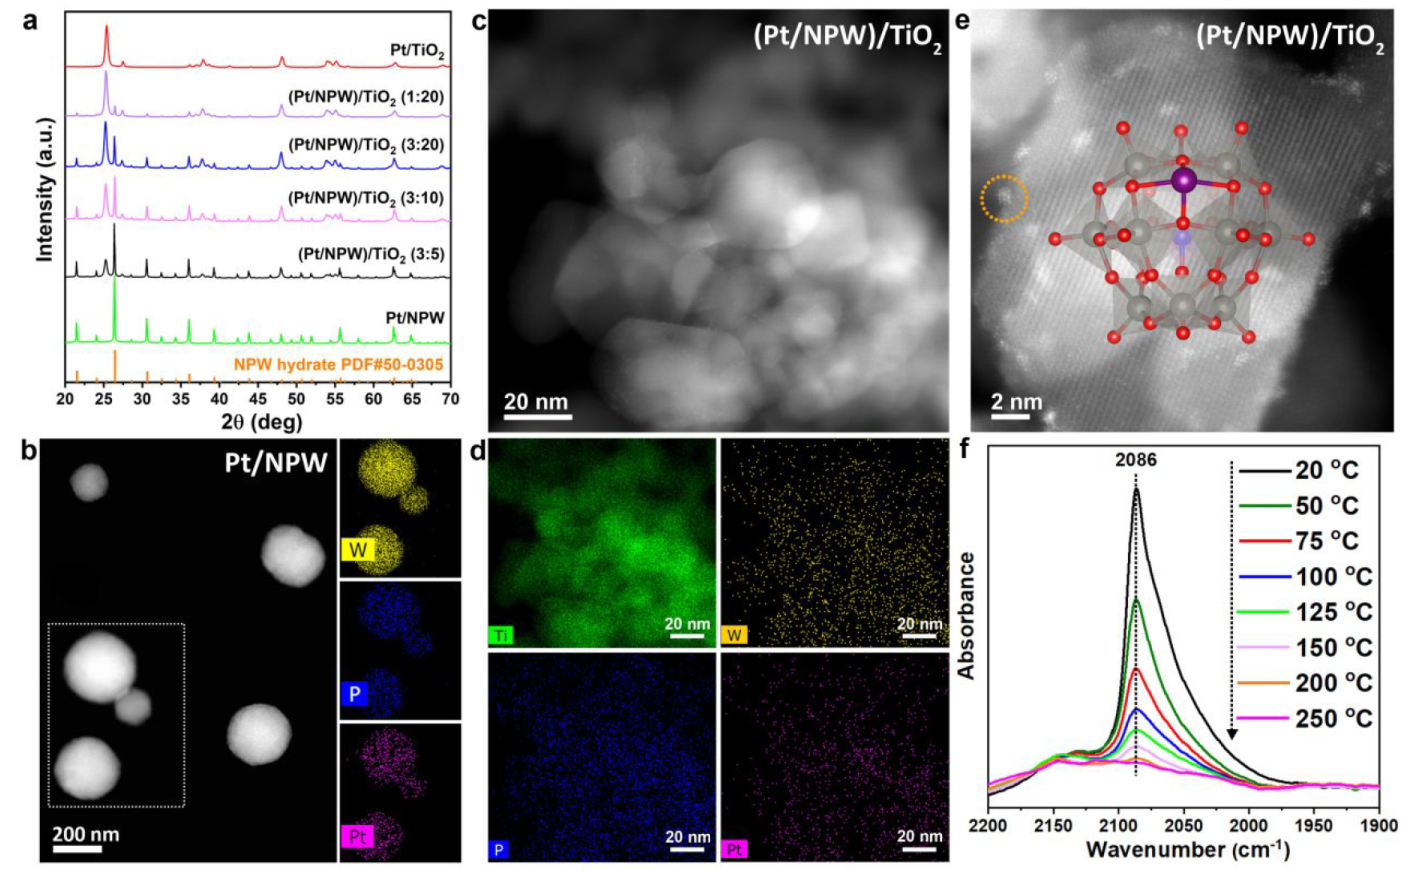 a
Intensity (a.u.)
Pt/TiO2
(Pt/NPW)/TiO2 (1:20)
(Pt/NPW)/TiO2 (3:20)
(Pt/NPW)/TiO2 (3:10)
(Pt/NPW)/TiO2 (3:5)
Pt/NPW
NPW hydrate PDF#50-0305
20 25 30 35 40 45 50 55 60 65 70
2θ (deg)
b
Pt/NPW
200 nm
W
P
Pt
c
(Pt/NPW)/TiO2
20 nm
d
Ti
20 nm
W
20 nm
P
20 nm
Pt
20 nm
e
(Pt/NPW)/TiO2
2 nm
f
2086
20 °C
50 °C
75 °C
100 °C
125 °C
150 °C
200 °C
250 °C
Absorbance
2200 2150 2100 2050 2000 1950 1900
Wavenumber (cm-1)